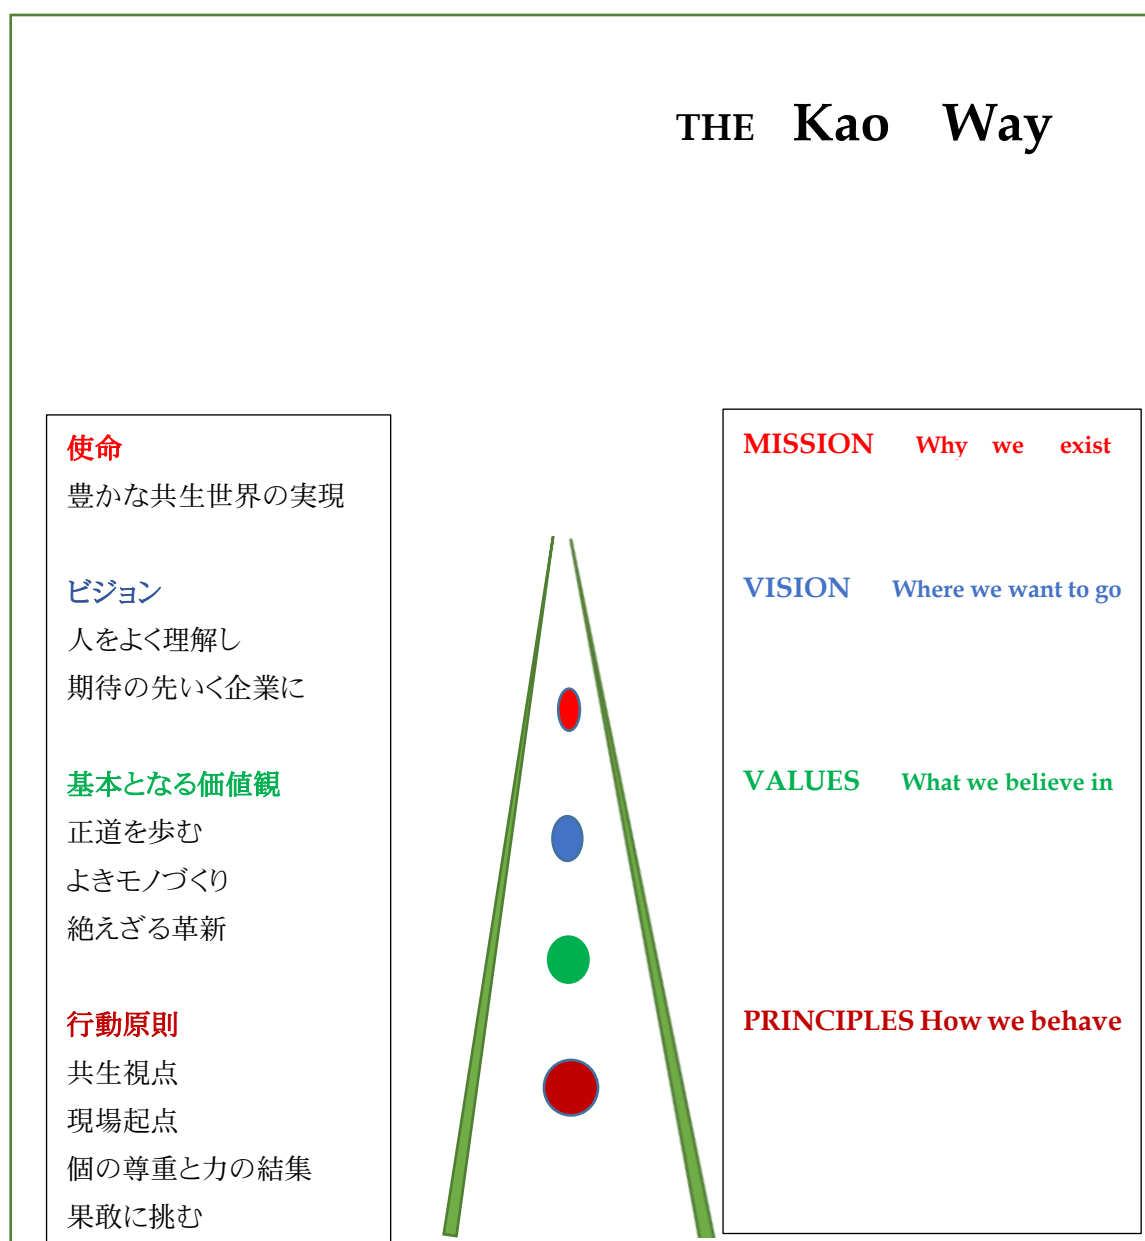 THE Kao Way
使命
豊かな共生世界の実現
ビジョン
人をよく理解し
期待の先いく企業に
基本となる価値観
正道を歩む
よきモノづくり
絶えざる革新
行動原則
共生視点
現場起点
個の尊重と力の結集
果敢に挑む
MISSION Why we exist
VISION Where we want to go
VALUES What we believe in
PRINCIPLES How we behave